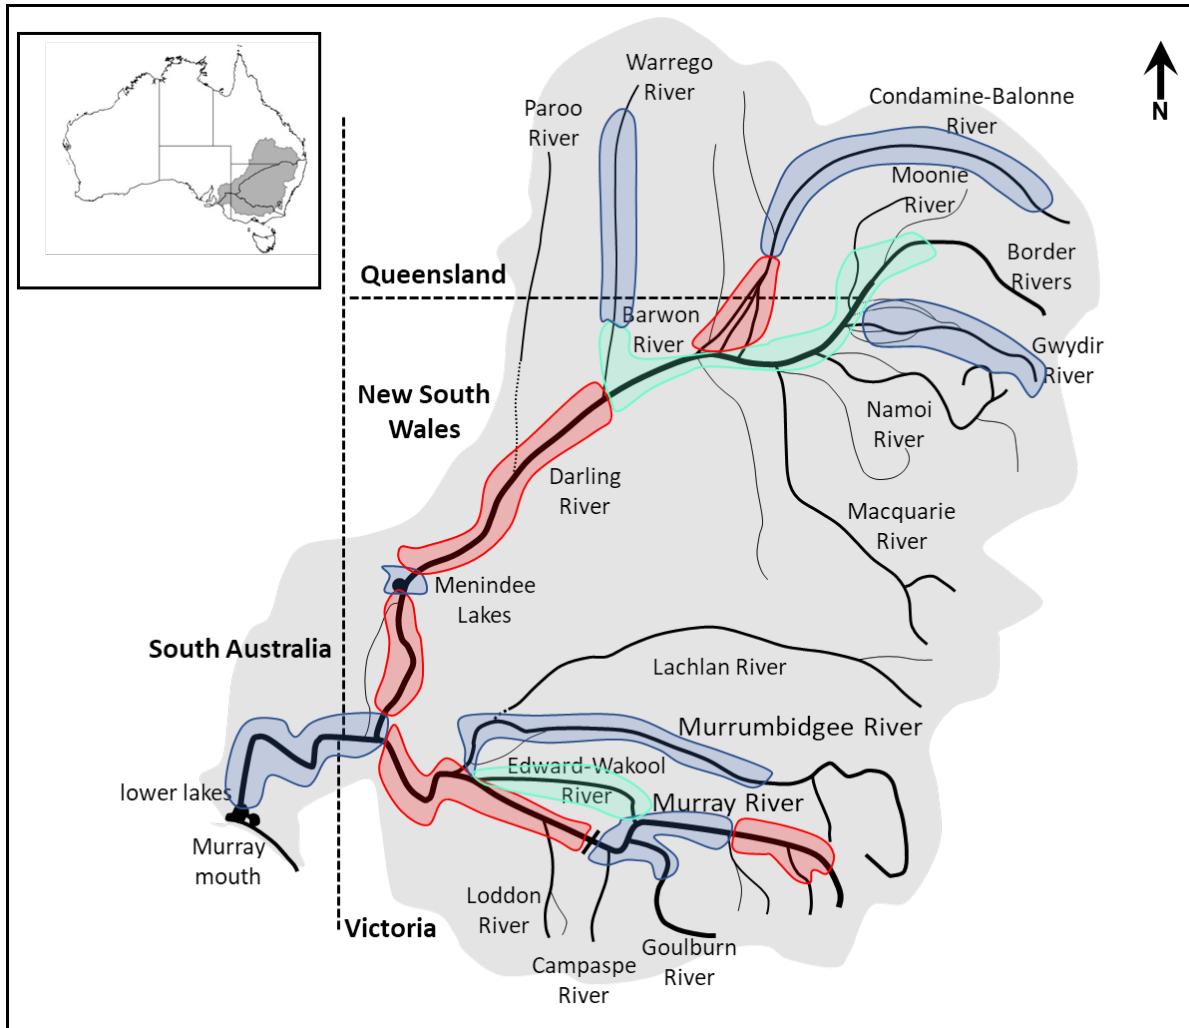 Warrego
River
Paroo
River
Condamine-Balonne
River
N
Moonie
River
Border
Rivers
Queensland
Barwon
River
Gwydir
River
New South
Wales
Namoi
River
Darling
River
Macquarie
River
Menindee
Lakes
South Australia
Lachlan River
Murrumbidgee River
Edward-Wakool
River
lower lakes
Murray River
Murray
mouth
Loddon
River
Victoria
Goulburn
River
Campaspe
River